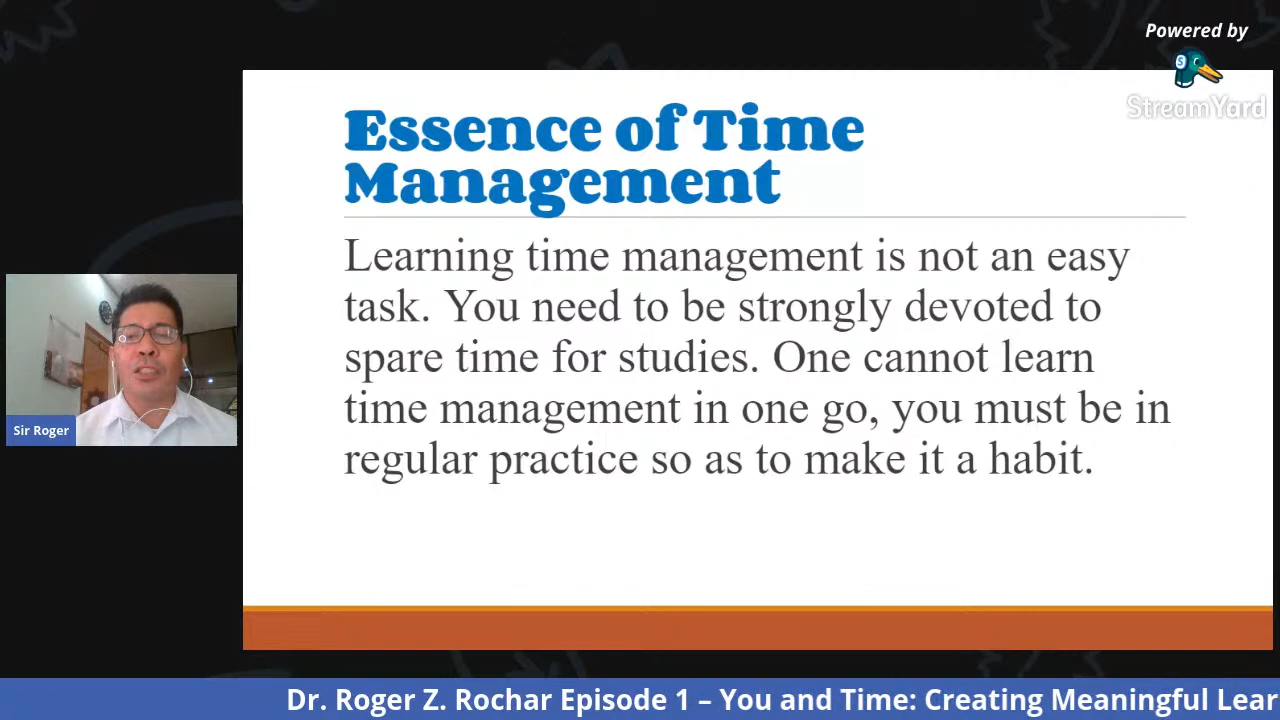 Powered by
StreamYard
Essence of Time
Management
Learning time management is not an easy
task. You need to be strongly devoted to
spare time for studies. One cannot learn
time management in one go, you must be in
regular practice so as to make it a habit.
Sir Roger
Dr. Roger Z. Rochar Episode 1 – You and Time: Creating Meaningful Lear